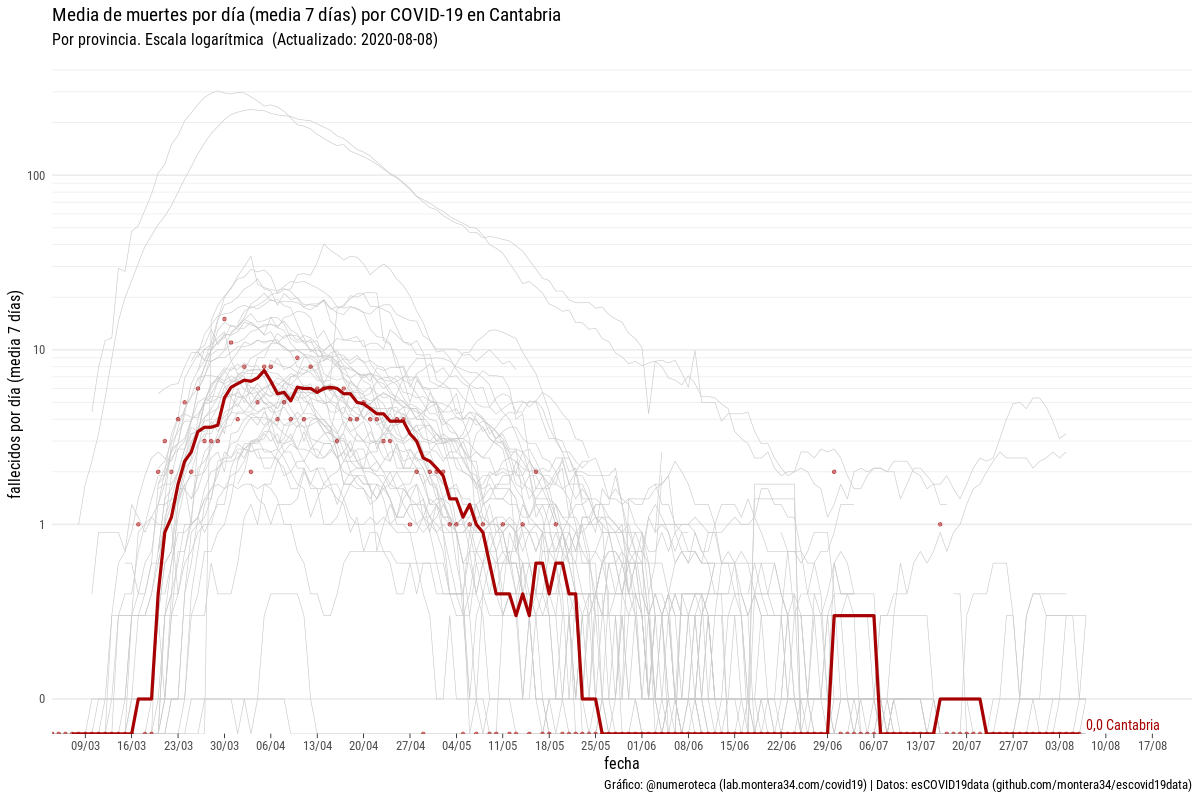 Media de muertes por día (media 7 días) por COVID-19 en Cantabria
Por provincia. Escala logarítmica  (Actualizado: 2020-08-08)
fallecidos por día (media 7 días)
100
10
1
0
0,0 Cantabria
09/03 16/03 23/03 30/03 06/04 13/04 20/04 27/04 04/05 11/05 18/05 25/05 01/06 08/06 15/06 22/06 29/06 06/07 13/07 20/07 27/07 03/08 10/08 17/08
fecha
Gráfico: @numeroteca (lab.montera34.com/covid19) | Datos: esCOVID19data (github.com/montera34/escovid19data)